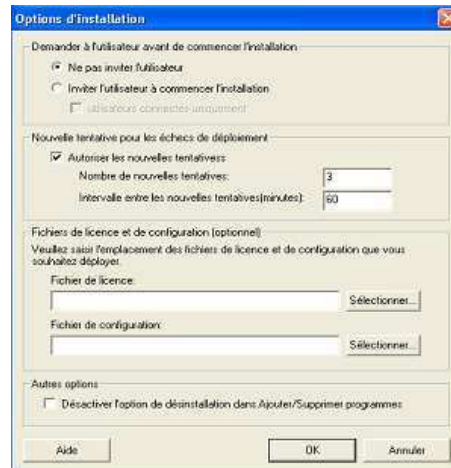 Options d'installation
Demander à l'utilisateur avant de commencer l'installation
Ne pas inviter l'utilisateur
Inviter l'utilisateur à commencer l'installation
Utilisateurs connectés uniquement
Nouvelle tentative pour les échecs de déploiement
Autoriser les nouvelles tentativess
Nombre de nouvelles tentatives:
3
Intervalle entre les nouvelles tentatives(minutes):
60
Fichiers de licence et de configuration (optionnel)
Veuillez saisir l'emplacement des fichiers de licence et de configuration que vous
souhaitez déployer.
Fichier de licence:
Sélectionner...
Fichier de configuration:
Sélectionner...
Autres options
Désactiver l'option de désinstallation dans Ajouter/Supprimer programmes
Aide
OK
Annuler